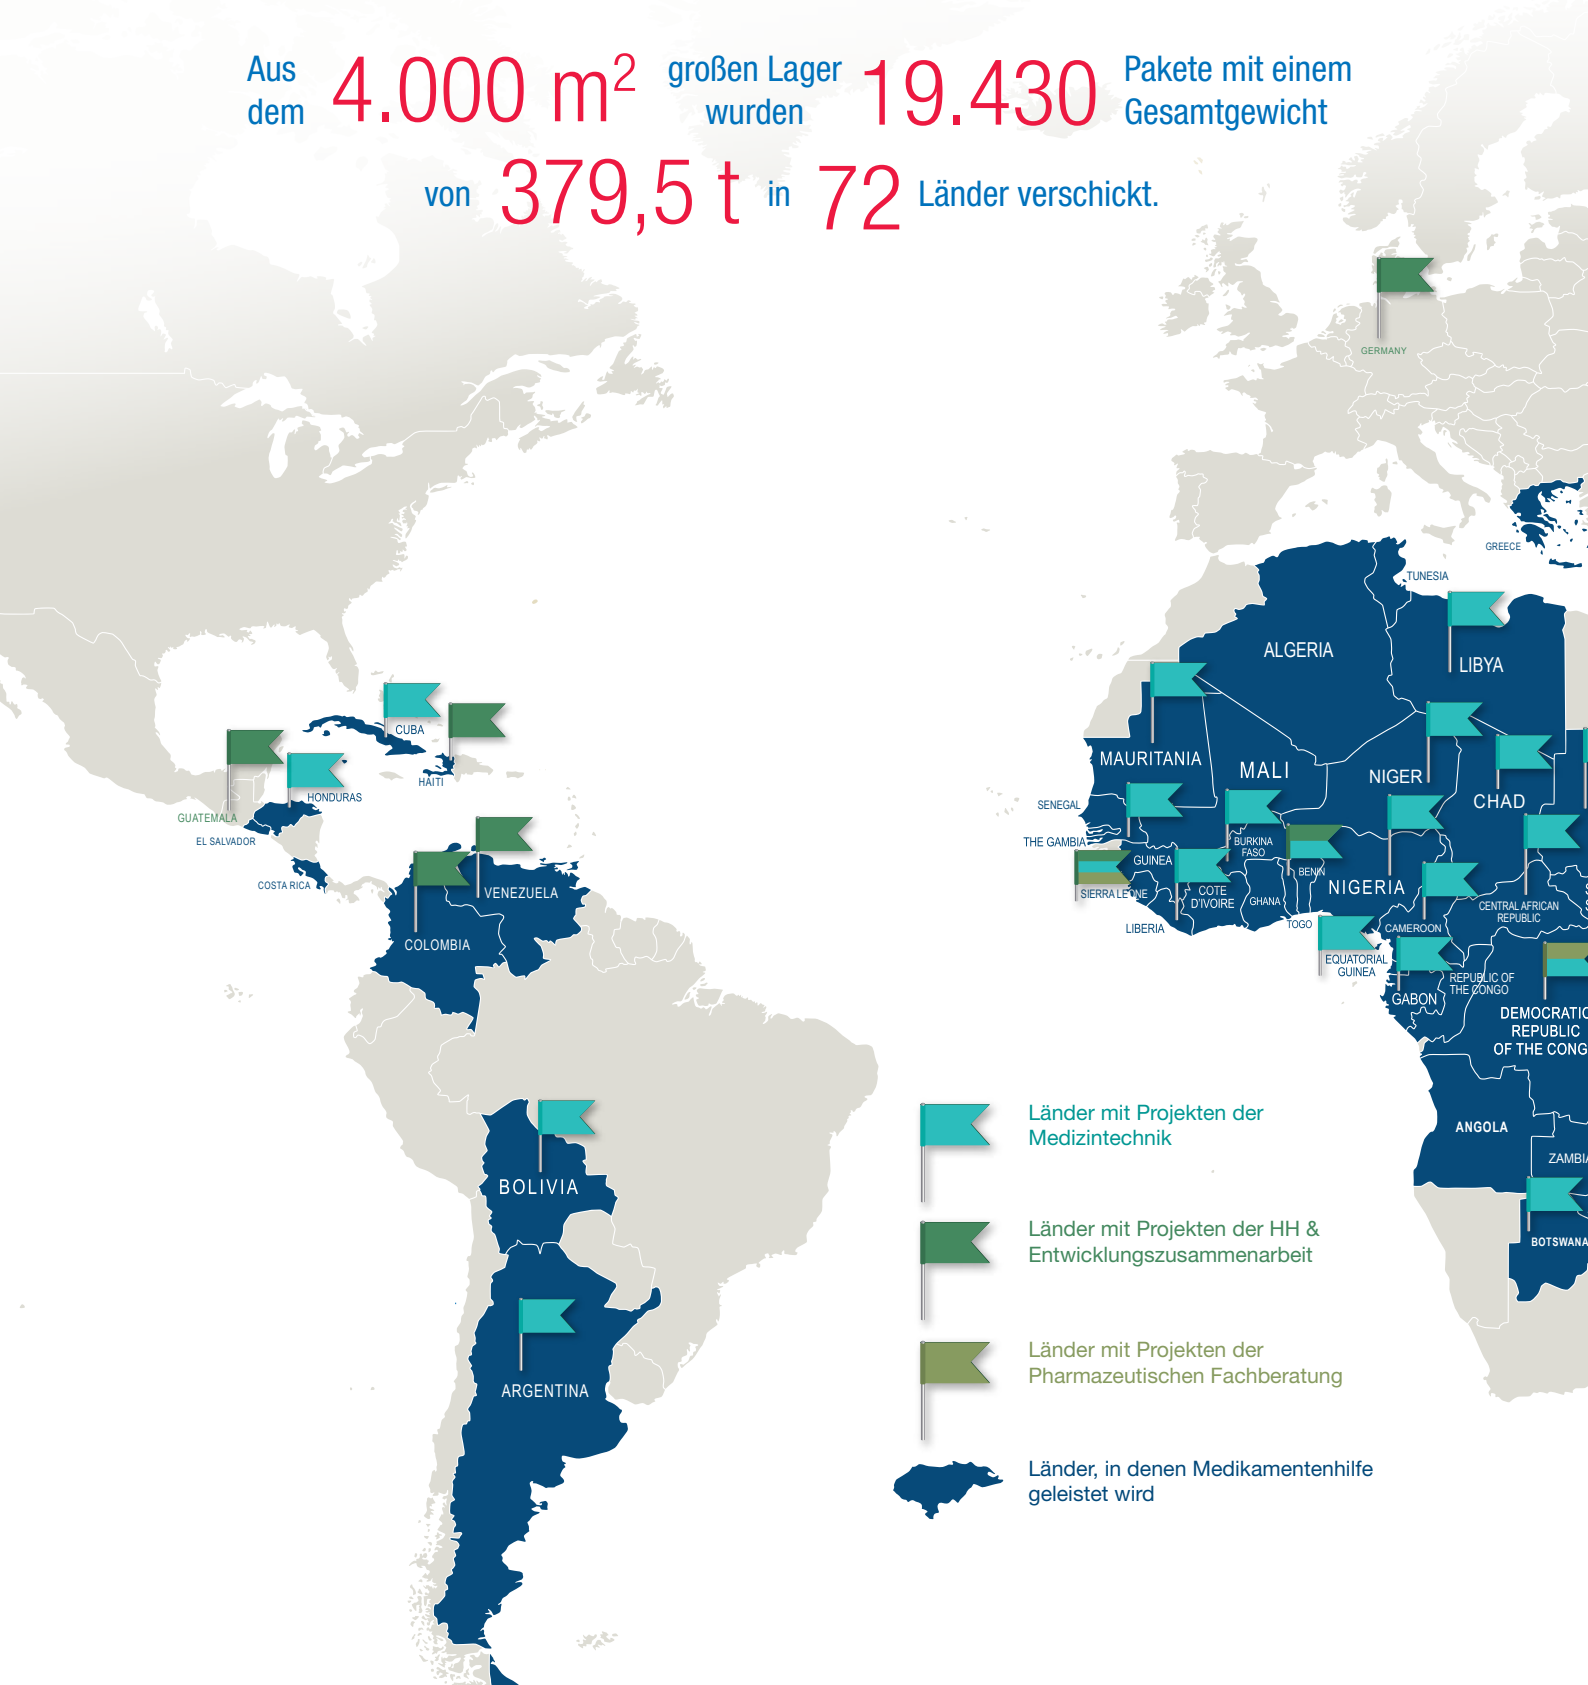 Aus
dem
4.000 m²
großen Lager
wurden
19.430
Pakete mit einem
Gesamtgewicht
von
379,5 t
in
72
Länder verschickt.
GERMANY
GREECE
TUNESIA
ALGERIA
LIBYA
CUBA
HAITI
HONDURAS
GUATEMALA
EL SALVADOR
COSTA RICA
VENEZUELA
COLOMBIA
MAURITANIA
MALI
NIGER
CHAD
SENEGAL
THE GAMBIA
GUINEA
BURKINA
FASO
BENIN
NIGERIA
SIERRA LEONE
COTE
D'IVOIRE
GHANA
TOGO
LIBERIA
CENTRAL AFRICAN
REPUBLIC
CAMEROON
EQUATORIAL
GUINEA
REPUBLIC OF
THE CONGO
GABON
DEMOCRATIC
REPUBLIC
OF THE CONG
ANGOLA
ZAMBIA
BOTSWANA
BOLIVIA
ARGENTINA
Länder mit Projekten der
Medizintechnik
Länder mit Projekten der HH &
Entwicklungszusammenarbeit
Länder mit Projekten der
Pharmazeutischen Fachberatung
Länder, in denen Medikamentenhilfe
geleistet wird